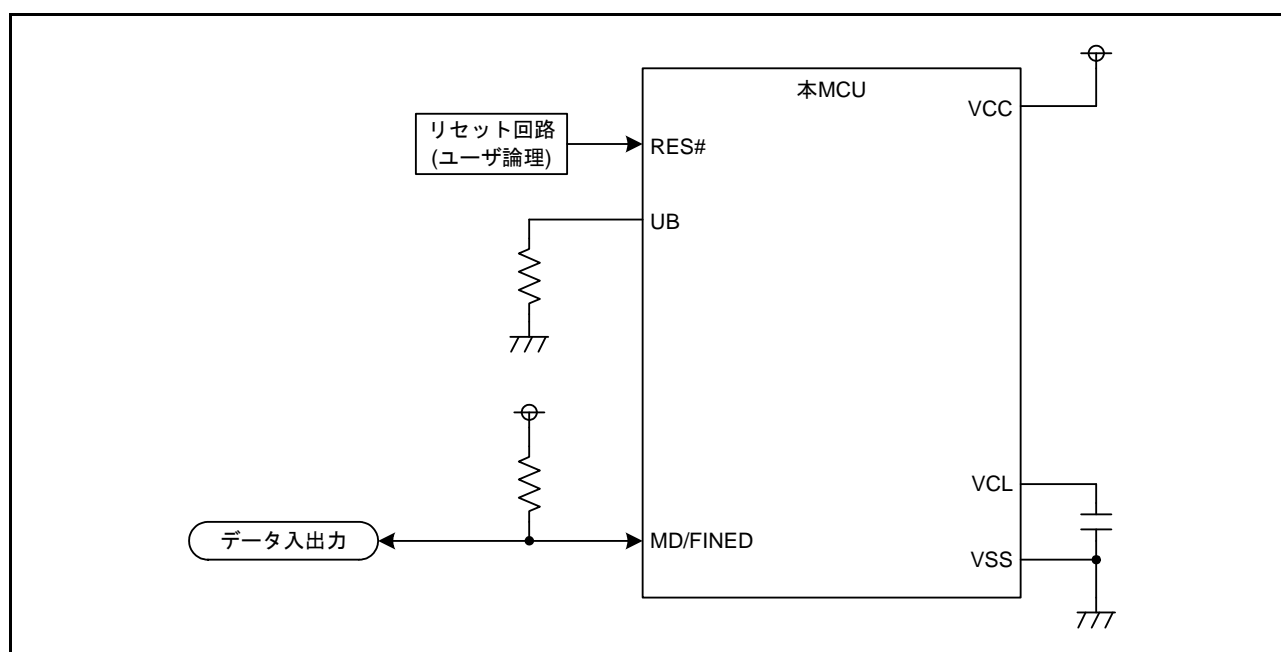 本MCU
VCC
リセット回路
(ユーザ論理)
RES#
UB
データ入出力
MD/FINED
VCL
VSS